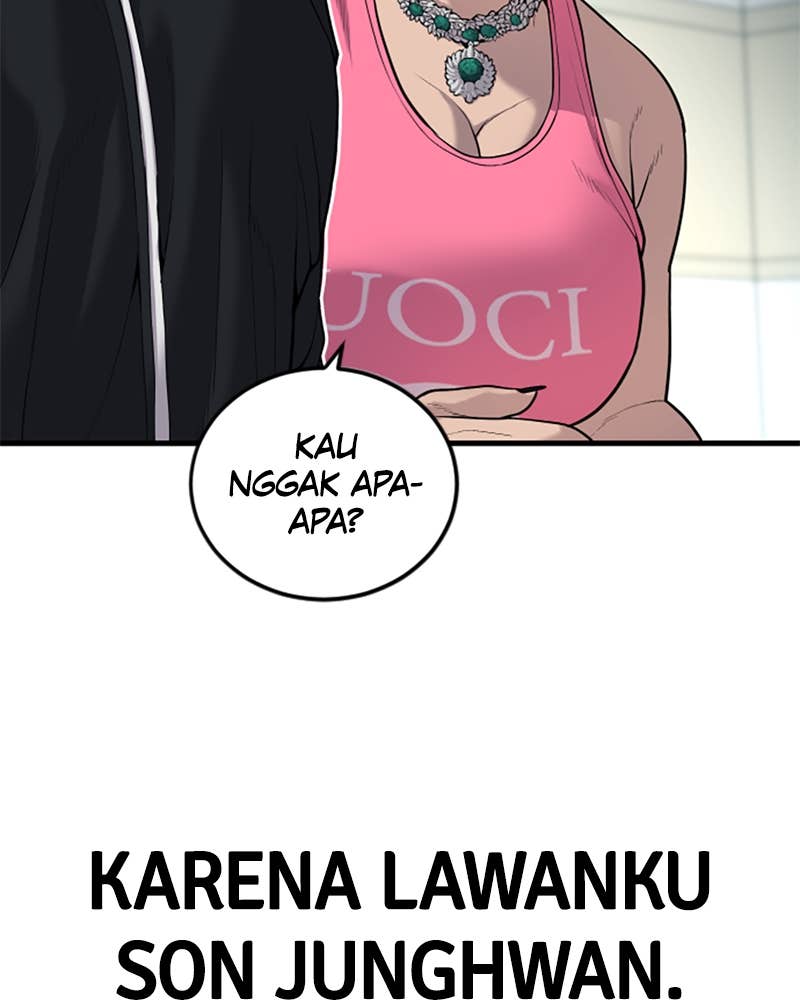 UOCI
KAU
NGGAK APA-
APA?
KARENA LAWANKU
SON JUNGHWAN.